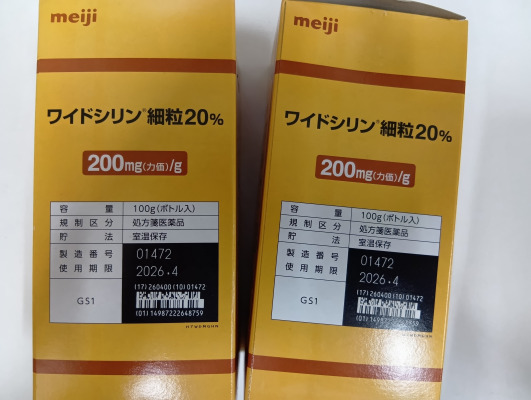 meiji
ワイドシリン®細粒20%
200mg(力価)/g
容量 100g(ボトル入)
規制区分 処方箋医薬品
貯法 室温保存
製造番号 01472
使用期限 2026.4
(17)260400(10)01472
GS1
(01)14987222648759
meiji
ワイドシリン®細粒20%
200mg(力価)/g
容量 100g(ボトル入)
規制区分 処方箋医薬品
貯法 室温保存
製造番号 01472
使用期限 2026.4
(17)260400(10)01472
GS1
(01)14987222648759